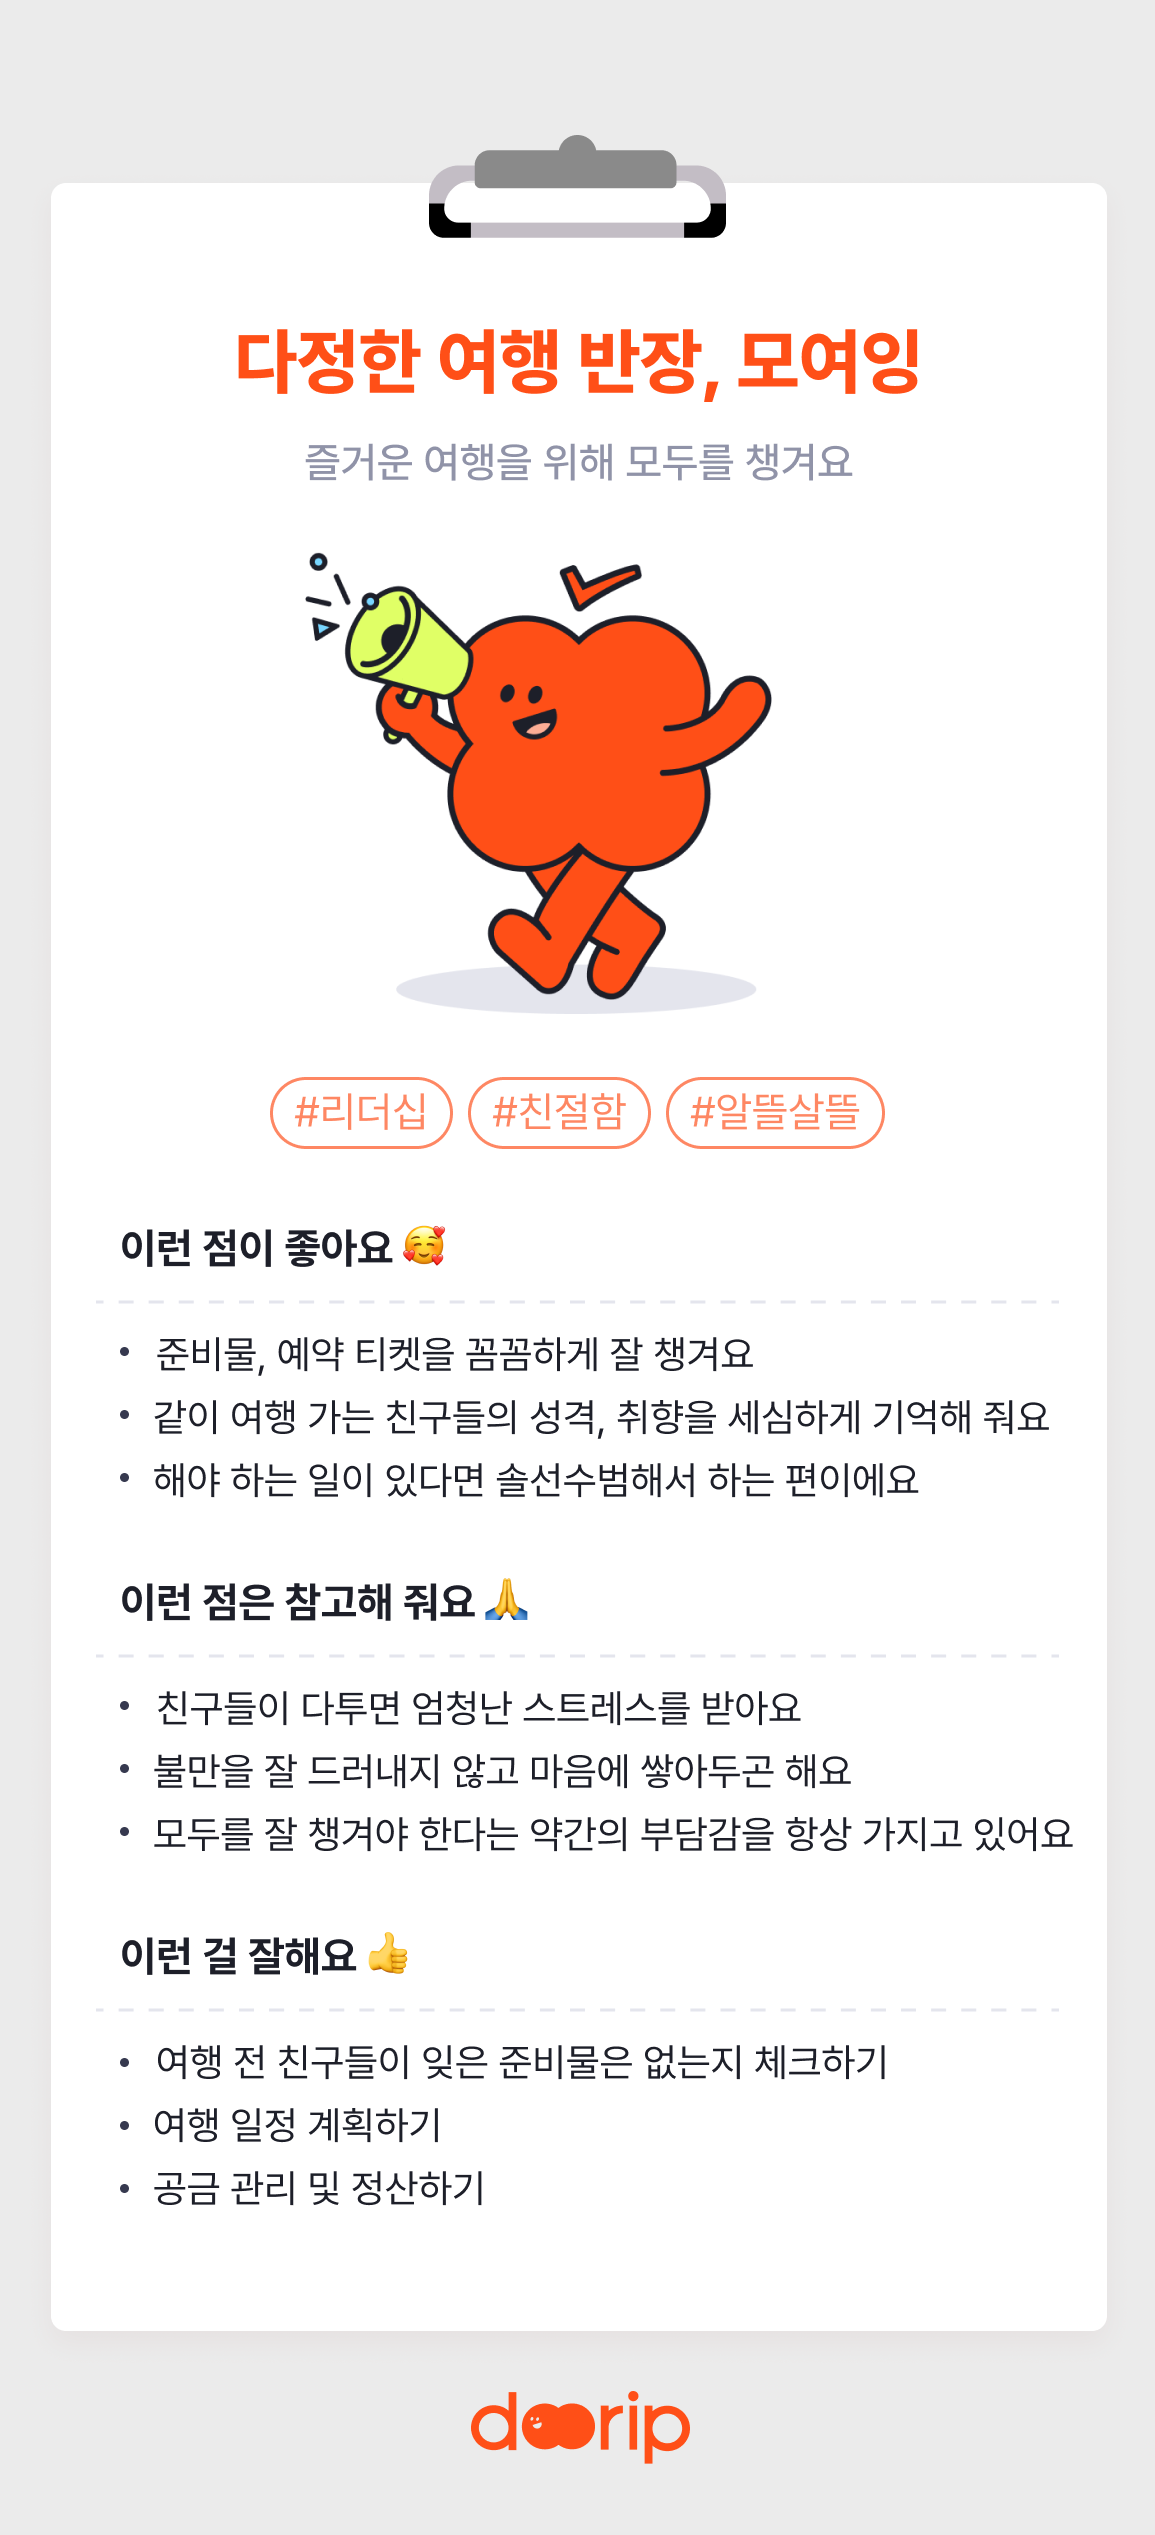 다정한 여행 반장, 모여잉
즐거운 여행을 위해 모두를 챙겨요
#리더십 #친절함 #알뜰살뜰
이런 점이 좋아요 🥰
• 준비물, 예약 티켓을 꼼꼼하게 잘 챙겨요
• 같이 여행 가는 친구들의 성격, 취향을 세심하게 기억해 줘요
• 해야 하는 일이 있다면 솔선수범해서 하는 편이에요
이런 점은 참고해 줘요 🙏
• 친구들이 다투면 엄청난 스트레스를 받아요
• 불만을 잘 드러내지 않고 마음에 쌓아두곤 해요
• 모두를 잘 챙겨야 한다는 약간의 부담감을 항상 가지고 있어요
이런 걸 잘해요 👍
• 여행 전 친구들이 잊은 준비물은 없는지 체크하기
• 여행 일정 계획하기
• 공금 관리 및 정산하기
doorip